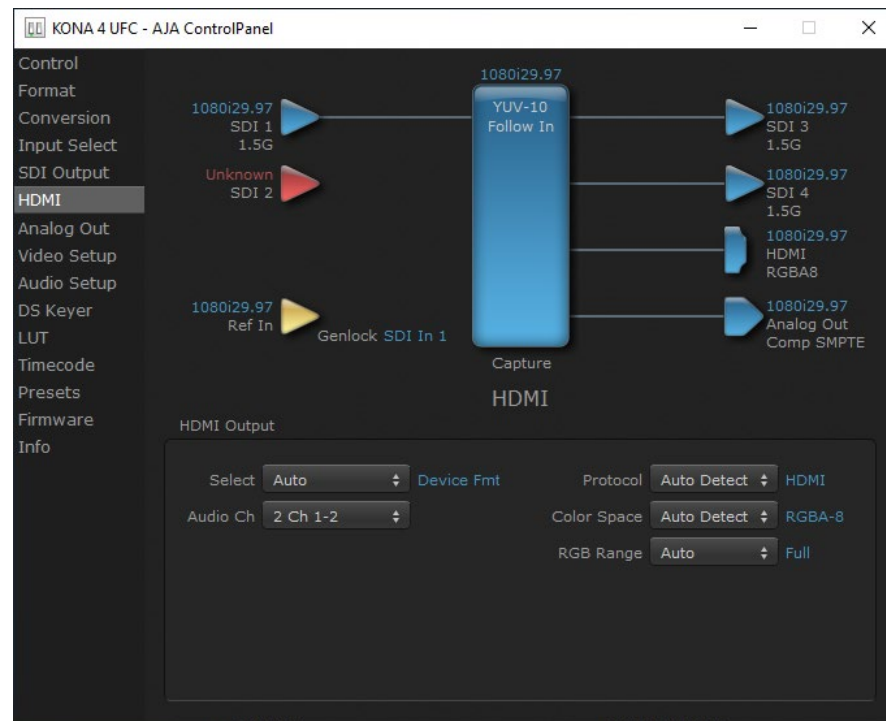 KONA 4 UFC - AJA ControlPanel
Control
Format
Conversion
Input Select
SDI Output
HDMI
Analog Out
Video Setup
Audio Setup
DS Keyer
LUT
Timecode
Presets
Firmware
Info
1080i29.97
YUV-10
Follow In
1080i29.97
SDI 1
1.5G
Unknown
SDI 2
1080i29.97
Ref In
Genlock SDI In 1
1080i29.97
SDI 3
1.5G
1080i29.97
SDI 4
1.5G
1080i29.97
HDMI
RGBA8
1080i29.97
Analog Out
Comp SMPTE
Capture
HDMI
HDMI Output
Select Auto Device Fmt Protocol Auto Detect HDMI
Audio Ch 2 Ch 1-2 Color Space Auto Detect RGBA-8
RGB Range Auto Full